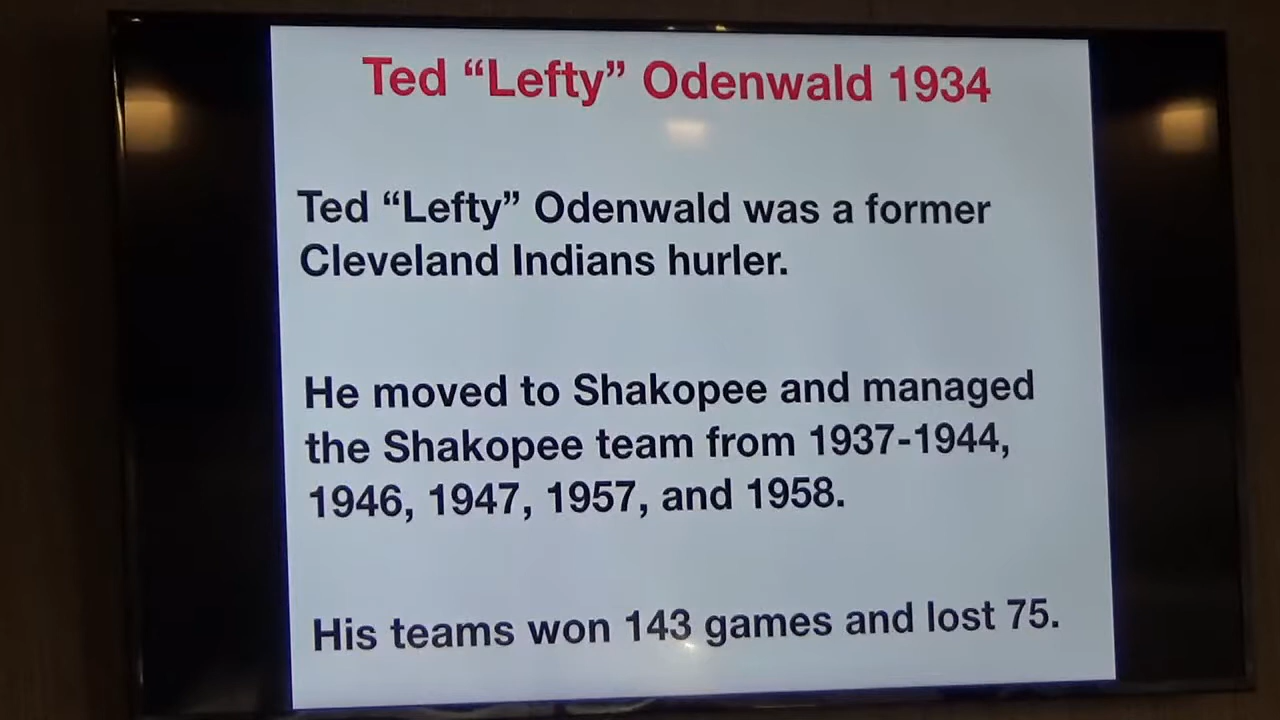 Ted “Lefty” Odenwald 1934
Ted “Lefty” Odenwald was a former
Cleveland Indians hurler.
He moved to Shakopee and managed
the Shakopee team from 1937-1944,
1946, 1947, 1957, and 1958.
His teams won 143 games and lost 75.